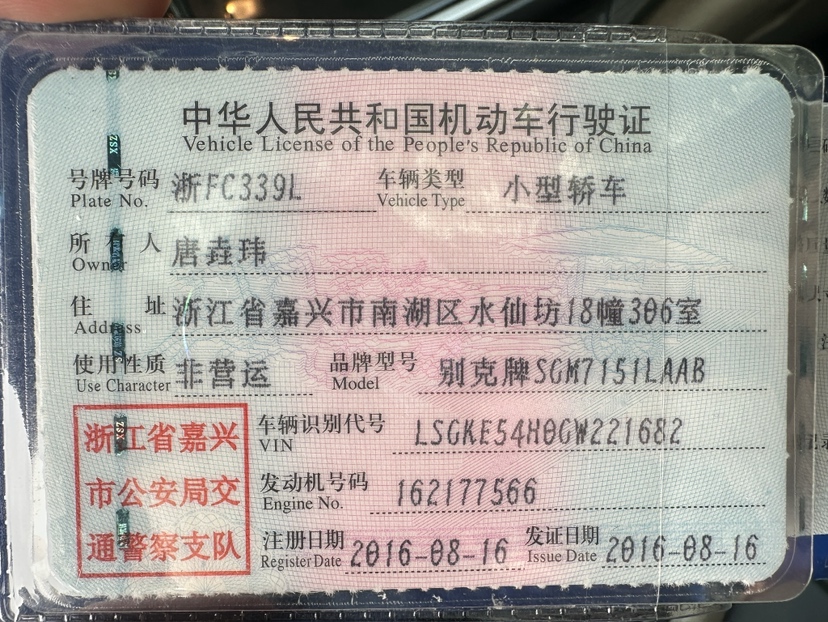 中华人民共和国机动车行驶证
Vehicle License of the People's Republic of China
号牌号码 浙FC339L 车辆类型 小型轿车
Plate No. Vehicle Type
所有人 唐垚玮
Owner
住址 浙江省嘉兴市南湖区水仙坊18幢306室
Address
使用性质 非营运 品牌型号 别克牌SGM7151LAAB
Use Character Model
浙江省嘉兴
市公安局交
通警察支队
车辆识别代号 LSGKE54H0GW221682
VIN
发动机号码 162177566
Engine No.
注册日期 2016-08-16 发证日期 2016-08-16
Register Date Issue Date
XSZ